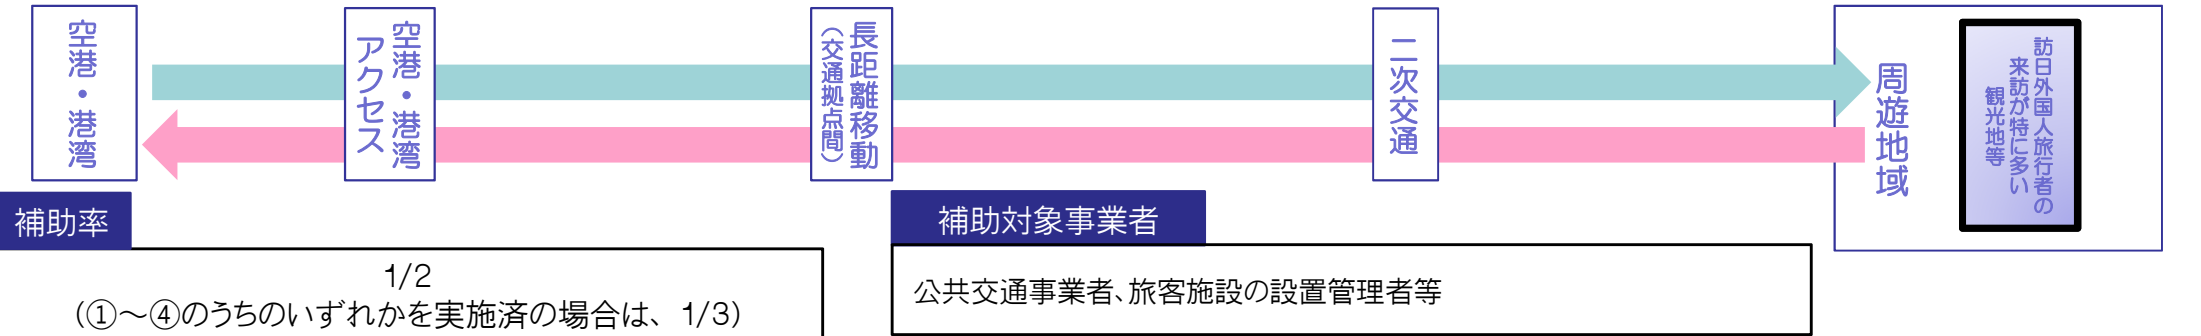 空港・港湾
空港・港湾
アクセス
長距離移動
（交通拠点間）
二次交通
周遊地域
訪日外国人旅行者の
来訪が特に多い
観光地等
補助率
1/2
（①～④のうちのいずれかを実施済の場合は、1/3）
補助対象事業者
公共交通事業者、旅客施設の設置管理者等